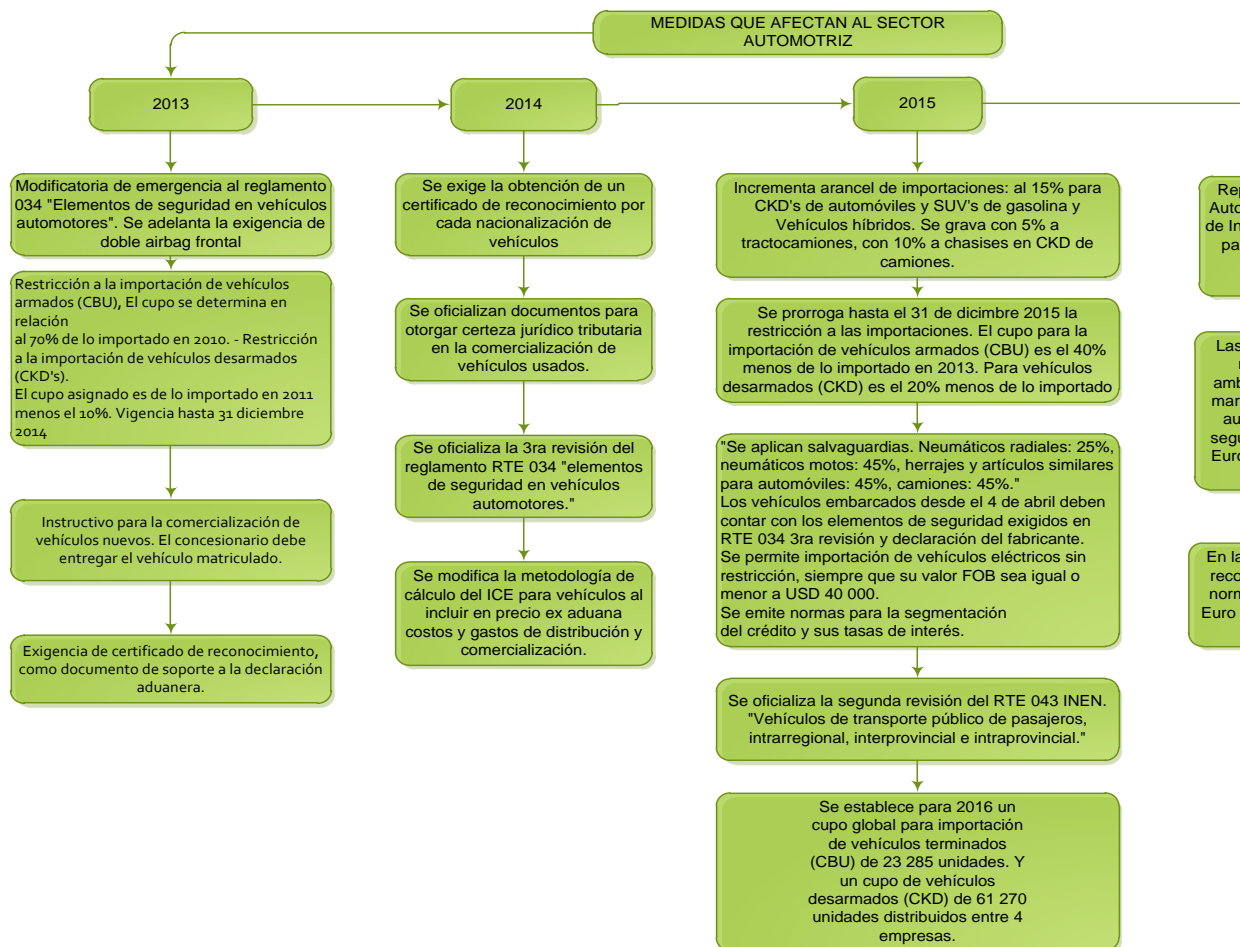 MEDIDAS QUE AFECTAN AL SECTOR
AUTOMOTRIZ
2013
Modificatoria de emergencia al reglamento
034 "Elementos de seguridad en vehículos
automotores". Se adelanta la exigencia de
doble airbag frontal
Restricción a la importación de vehículos
armados (CBU), El cupo se determina en
relación
al 70% de lo importado en 2010. - Restricción
a la importación de vehículos desarmados
(CKD's).
El cupo asignado es de lo importado en 2011
menos el 10%. Vigencia hasta 31 diciembre
2014
Instructivo para la comercialización de
vehículos nuevos. El concesionario debe
entregar el vehículo matriculado.
Exigencia de certificado de reconocimiento,
como documento de soporte a la declaración
aduanera.
2014
Se exige la obtención de un
certificado de reconocimiento por
cada nacionalización de
vehículos
Se oficializan documentos para
otorgar certeza jurídico tributaria
en la comercialización de
vehículos usados.
Se oficializa la 3ra revisión del
reglamento RTE 034 "elementos
de seguridad en vehículos
automotores."
Se modifica la metodología de
cálculo del ICE para vehículos al
incluir en precio ex aduana
costos y gastos de distribución y
comercialización.
2015
Incrementa arancel de importaciones: al 15% para
CKD's de automóviles y SUV's de gasolina y
Vehículos híbridos. Se grava con 5% a
tractocamiones, con 10% a chasises en CKD de
camiones.
Se prorroga hasta el 31 de dicimbre 2015 la
restricción a las importaciones. El cupo para la
importación de vehículos armados (CBU) es el 40%
menos de lo importado en 2013. Para vehículos
desarmados (CKD) es el 20% menos de lo importado
"Se aplican salvaguardias. Neumáticos radiales: 25%,
neumáticos motos: 45%, herrajes y artículos similares
para automóviles: 45%, camiones: 45%."
Los vehículos embarcados desde el 4 de abril deben
contar con los elementos de seguridad exigidos en
RTE 034 3ra revisión y declaración del fabricante.
Se permite importación de vehículos eléctricos sin
restricción, siempre que su valor FOB sea igual o
menor a USD 40 000.
Se emite normas para la segmentación
del crédito y sus tasas de interés.
Se oficializa la segunda revisión del RTE 043 INEN.
"Vehículos de transporte público de pasajeros,
intrarregional, interprovincial e intraprovincial."
Se establece para 2016 un
cupo global para importación
de vehículos terminados
(CBU) de 23 285 unidades. Y
un cupo de vehículos
desarmados (CKD) de 61 270
unidades distribuidos entre 4
empresas.
de
Las
En la
Euro